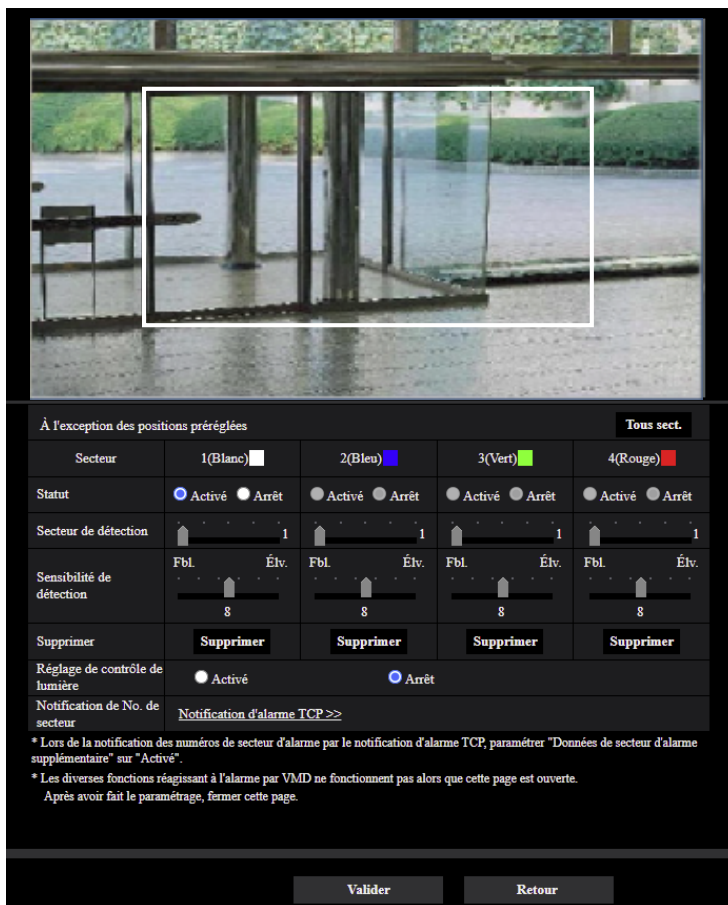 À l'exception des positions préréglées Tous sect.
Secteur 1(Blanc) 2(Bleu) 3(Vert) 4(Rouge)
Statut Activé Arrêt Activé Arrêt Activé Arrêt Activé Arrêt
Secteur de détection 1 1 1 1
Fbl. Élv. Fbl. Élv. Fbl. Élv. Fbl. Élv.
Sensibilité de
détection
8 8 8 8
Supprimer Supprimer Supprimer Supprimer Supprimer
Réglage de contrôle de
lumière Activé Arrêt
Notification de No. de
secteur Notification d'alarme TCP >>
* Lors de la notification des numéros de secteur d'alarme par le notification d'alarme TCP, paramétrer "Données de secteur d'alarme
supplémentaire" sur "Activé".
* Les diverses fonctions réagissant à l'alarme par VMD ne fonctionnent pas alors que cette page est ouverte.
Après avoir fait le paramétrage, fermer cette page.
Valider Retour